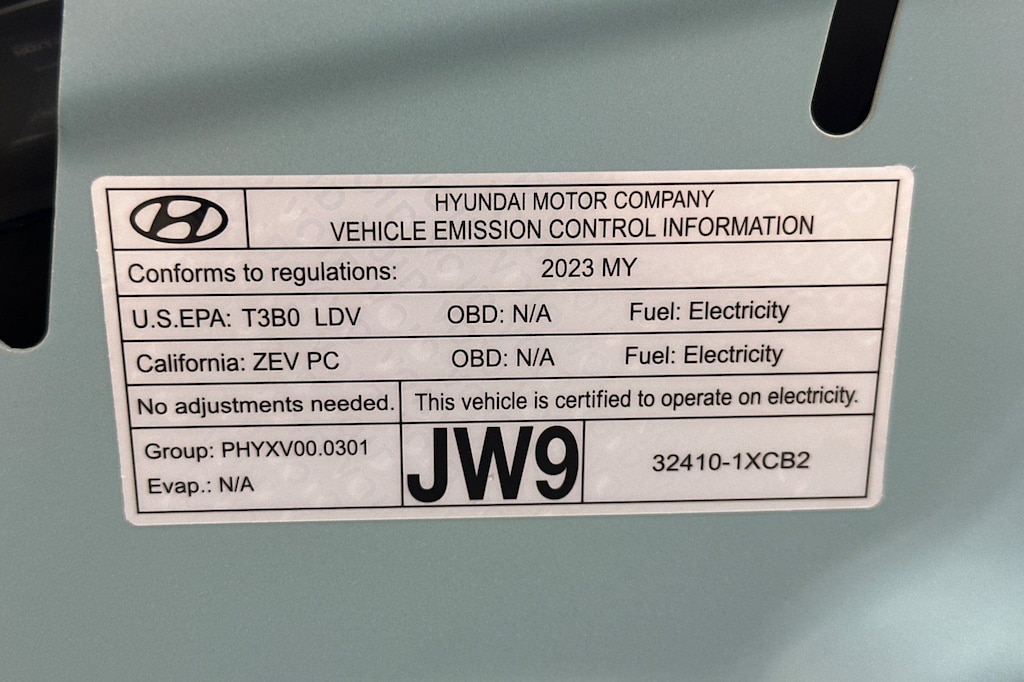 HYUNDAI MOTOR COMPANY
VEHICLE EMISSION CONTROL INFORMATION
Conforms to regulations: 2023 MY
U.S.EPA: T3B0 LDV OBD: N/A Fuel: Electricity
California: ZEV PC OBD: N/A Fuel: Electricity
No adjustments needed. This vehicle is certified to operate on electricity.
Group: PHYXV00.0301
Evap.: N/A
JW9
32410-1XCB2